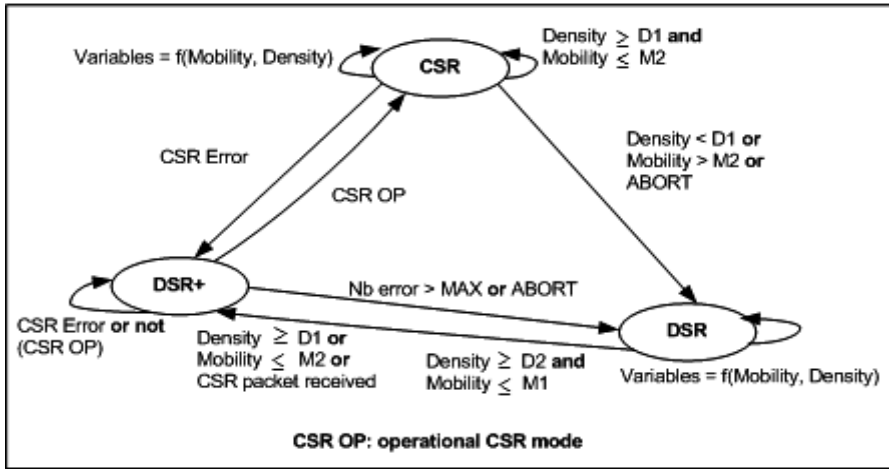 Variables = f(Mobility, Density)
CSR
Density ≥ D1 and
Mobility ≤ M2
CSR Error
CSR OP
Density < D1 or
Mobility > M2 or
ABORT
DSR+
Nb error > MAX or ABORT
DSR
CSR Error or not
(CSR OP)
Density ≥ D1 or
Mobility ≤ M2 or
CSR packet received
Density ≥ D2 and
Mobility ≤ M1
Variables = f(Mobility, Density)
CSR OP: operational CSR mode